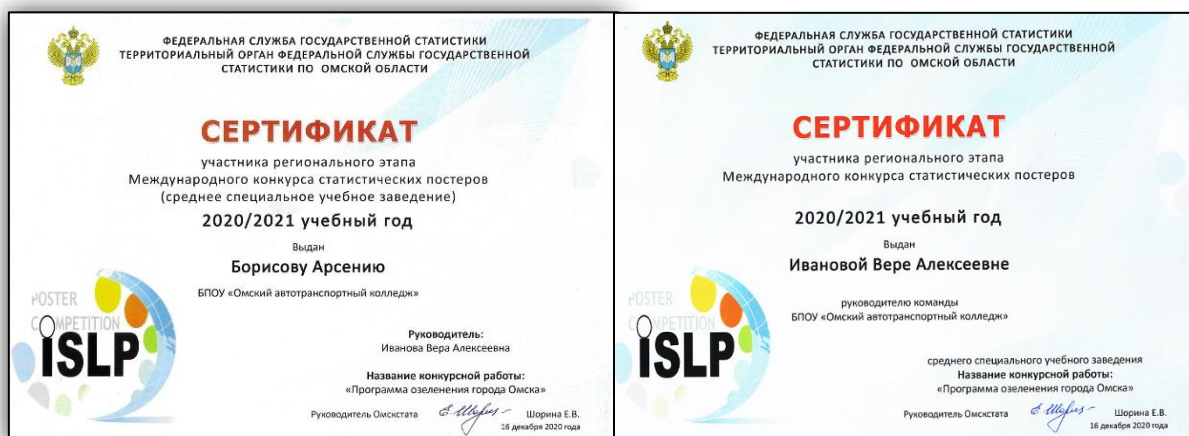 ФЕДЕРАЛЬНАЯ СЛУЖБА ГОСУДАРСТВЕННОЙ СТАТИСТИКИ
ТЕРРИТОРИАЛЬНЫЙ ОРГАН ФЕДЕРАЛЬНОЙ СЛУЖБЫ ГОСУДАРСТВЕННОЙ
СТАТИСТИКИ ПО ОМСКОЙ ОБЛАСТИ
СЕРТИФИКАТ
участника регионального этапа
Международного конкурса статистических постеров
(среднее специальное учебное заведение)
2020/2021 учебный год
Выдан
Борисову Арсению
БПОУ «Омский автотранспортный колледж»
POSTER
COMPETITION
iSLP
Руководитель:
Иванова Вера Алексеевна
Название конкурсной работы:
«Программа озеленения города Омска»
Руководитель Омскстата Шорина Е.В.
16 декабря 2020 года
ФЕДЕРАЛЬНАЯ СЛУЖБА ГОСУДАРСТВЕННОЙ СТАТИСТИКИ
ТЕРРИТОРИАЛЬНЫЙ ОРГАН ФЕДЕРАЛЬНОЙ СЛУЖБЫ ГОСУДАРСТВЕННОЙ
СТАТИСТИКИ ПО ОМСКОЙ ОБЛАСТИ
СЕРТИФИКАТ
участника регионального этапа
Международного конкурса статистических постеров
2020/2021 учебный год
Выдан
Ивановой Вере Алексеевне
руководителю команды
БПОУ «Омский автотранспортный колледж»
POSTER
COMPETITION
iSLP
среднего специального учебного заведения
Название конкурсной работы:
«Программа озеленения города Омска»
Руководитель Омскстата Шорина Е.В.
16 декабря 2020 года